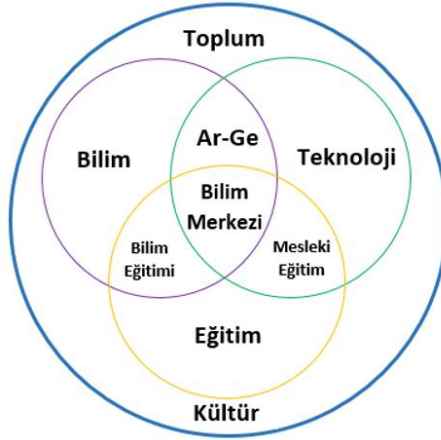 Toplum
Ar-Ge
Bilim
Teknoloji
Bilim
Merkezi
Bilim
Eğitimi
Mesleki
Eğitim
Eğitim
Kültür